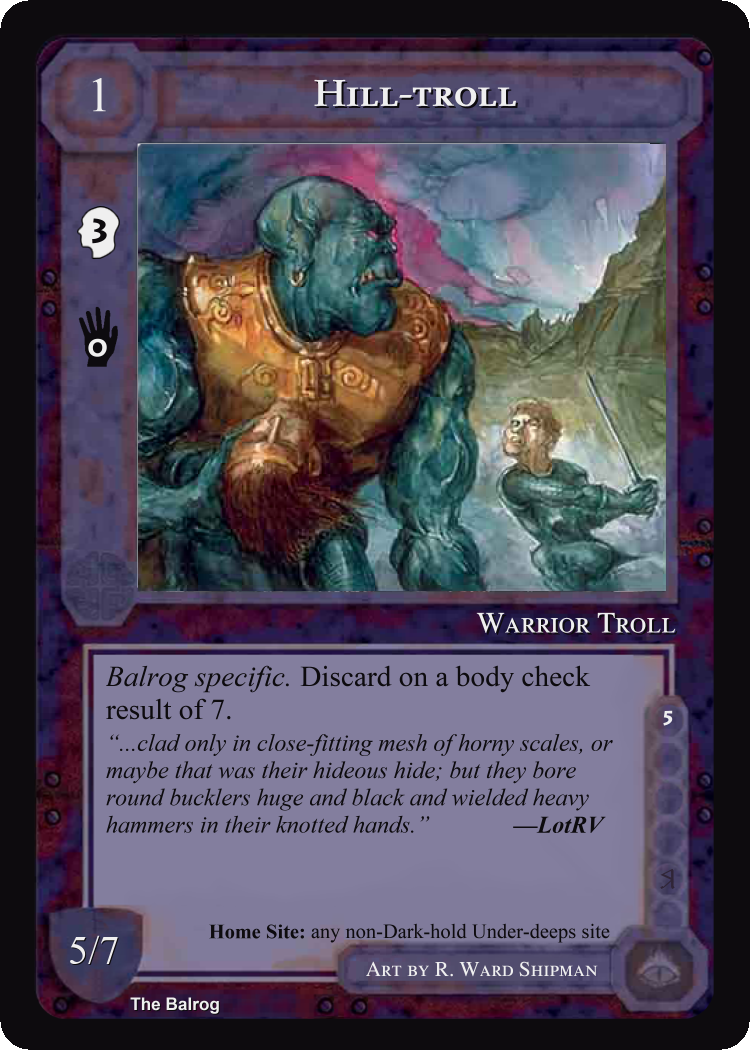 1
HILL-TROLL
3
0
WARRIOR TROLL
Balrog specific. Discard on a body check
result of 7.
5
“...clad only in close-fitting mesh of horny scales, or
maybe that was their hideous hide; but they bore
round bucklers huge and black and wielded heavy
hammers in their knotted hands.” —LotRV
Home Site: any non-Dark-hold Under-deeps site
5/7
ART BY R. WARD SHIPMAN
The Balrog